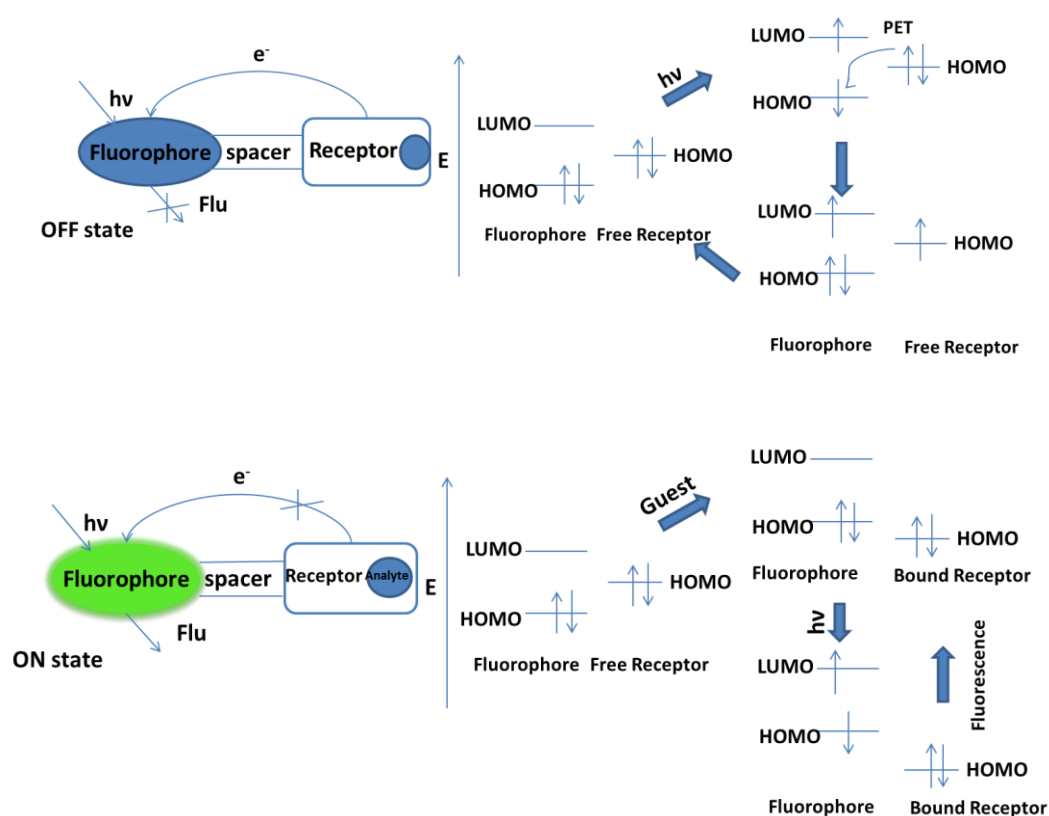 e-
hν
Fluorophore spacer Receptor
Flu
OFF state
E
LUMO
HOMO
HOMO
Fluorophore Free Receptor
hν
LUMO
PET
HOMO
HOMO
LUMO
HOMO
HOMO
Fluorophore Free Receptor
e-
hν
Fluorophore spacer Receptor Analyte
Flu
ON state
E
LUMO
HOMO
HOMO
Fluorophore Free Receptor
Guest
LUMO
HOMO
HOMO
Fluorophore Bound Receptor
hν
Fluorescence
LUMO
HOMO
HOMO
Fluorophore Bound Receptor